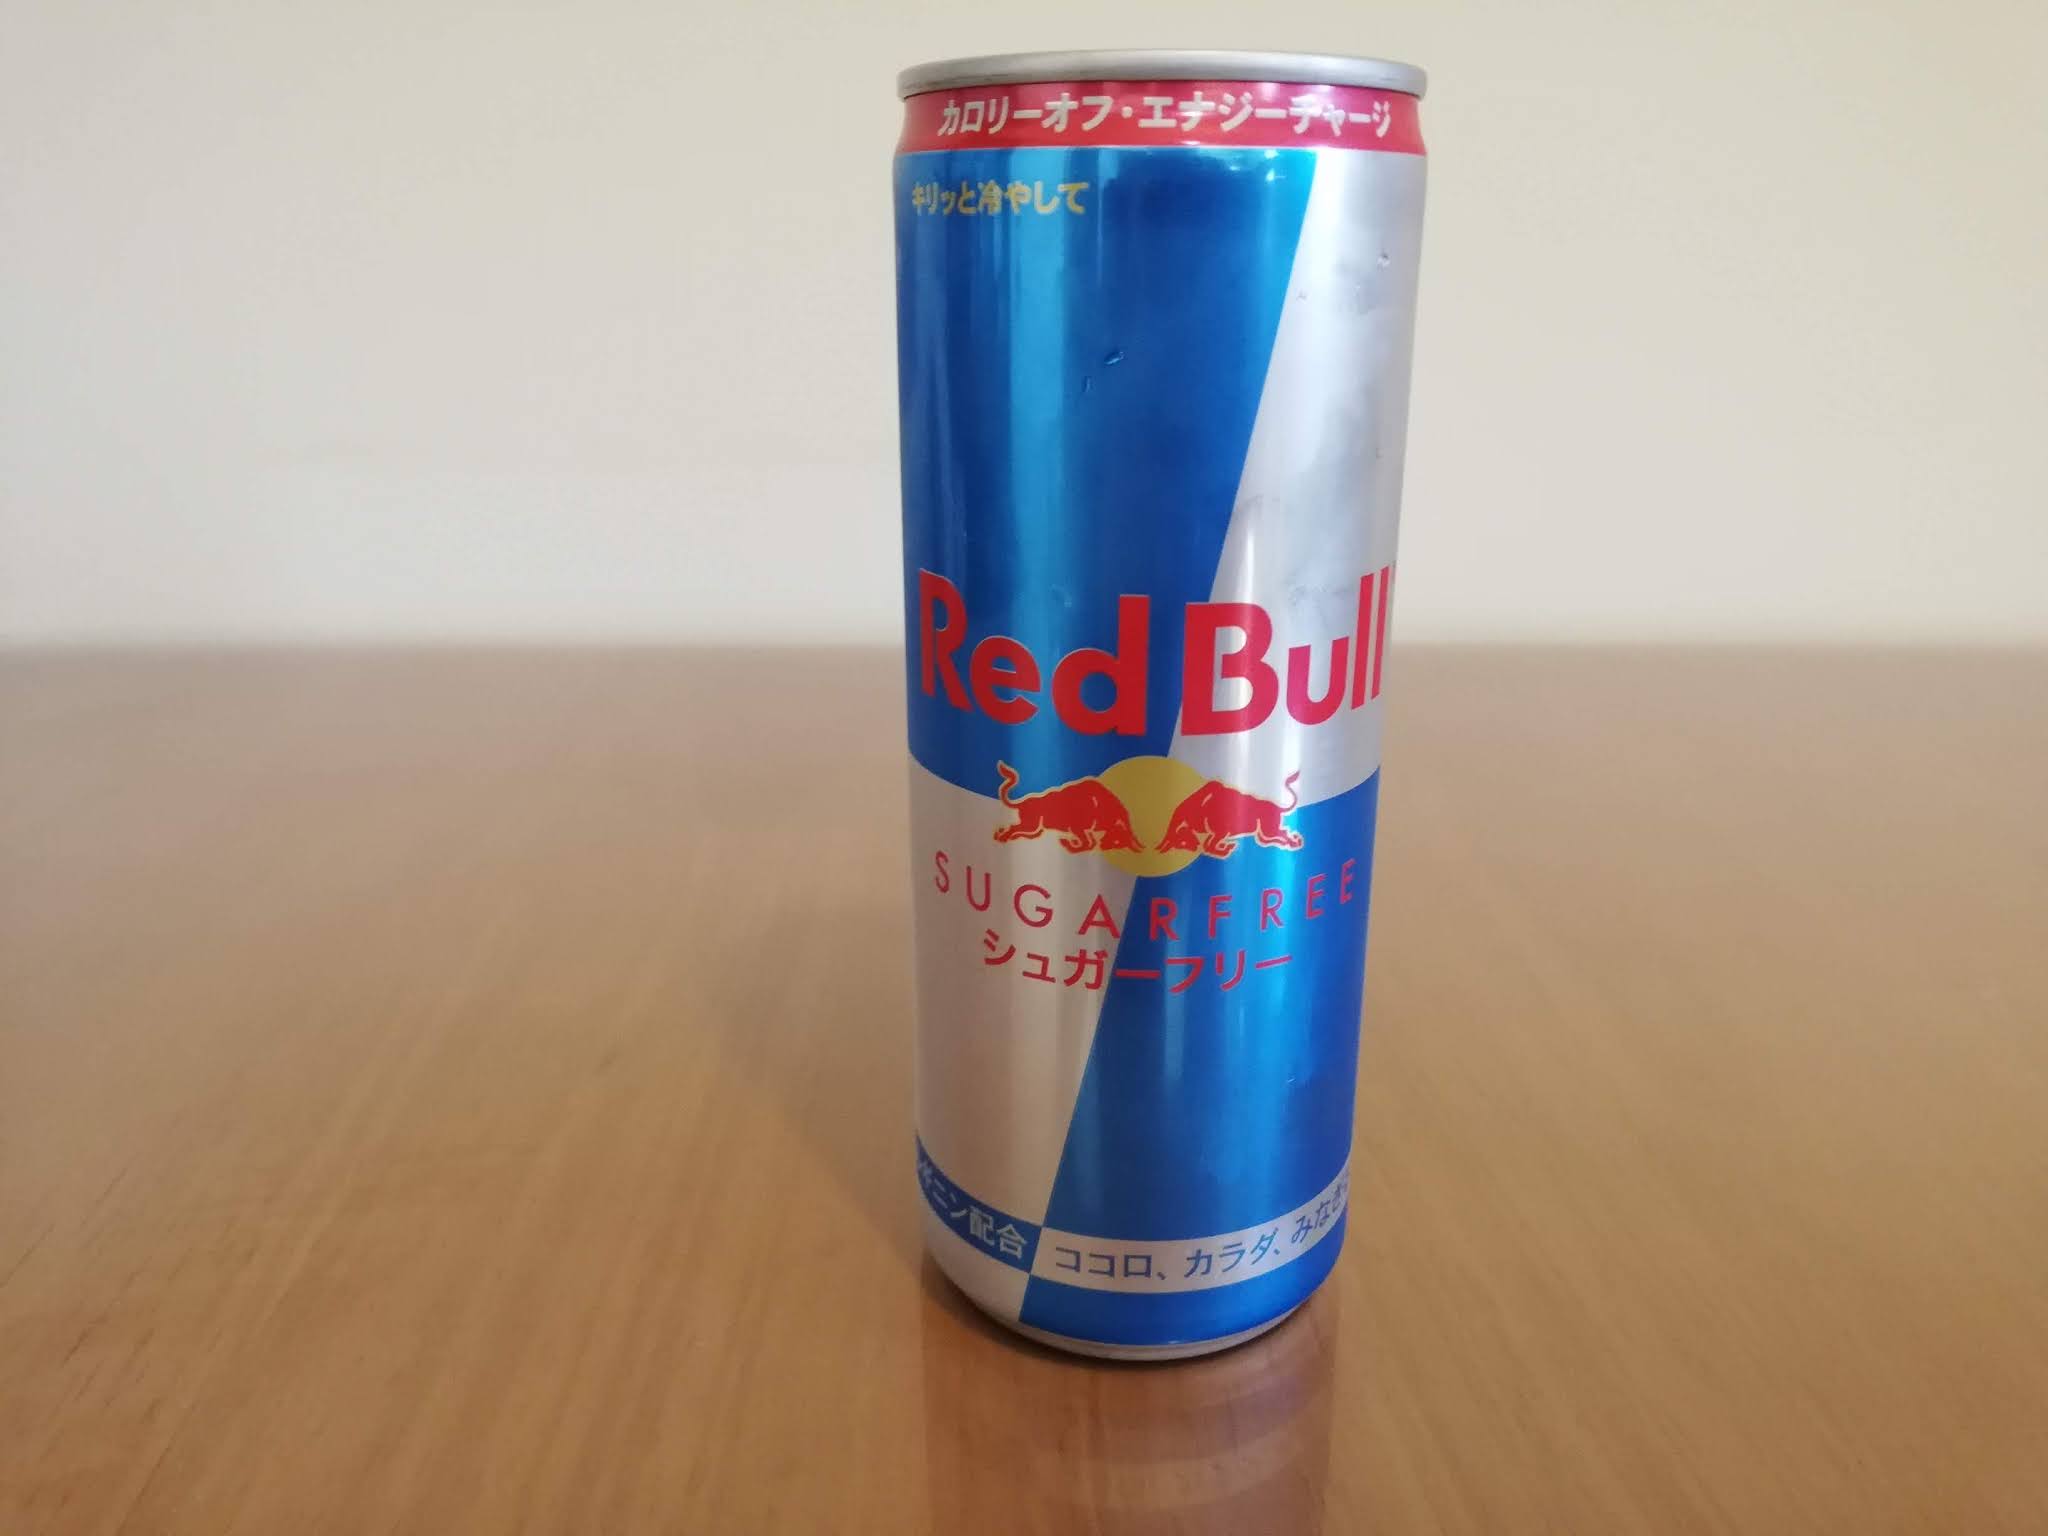 カロリーオフ・エナジーチャージ
キリッと冷やして
Red Bull
SUGARFREE
シュガーフリー
配合 ココロ、カラダ、